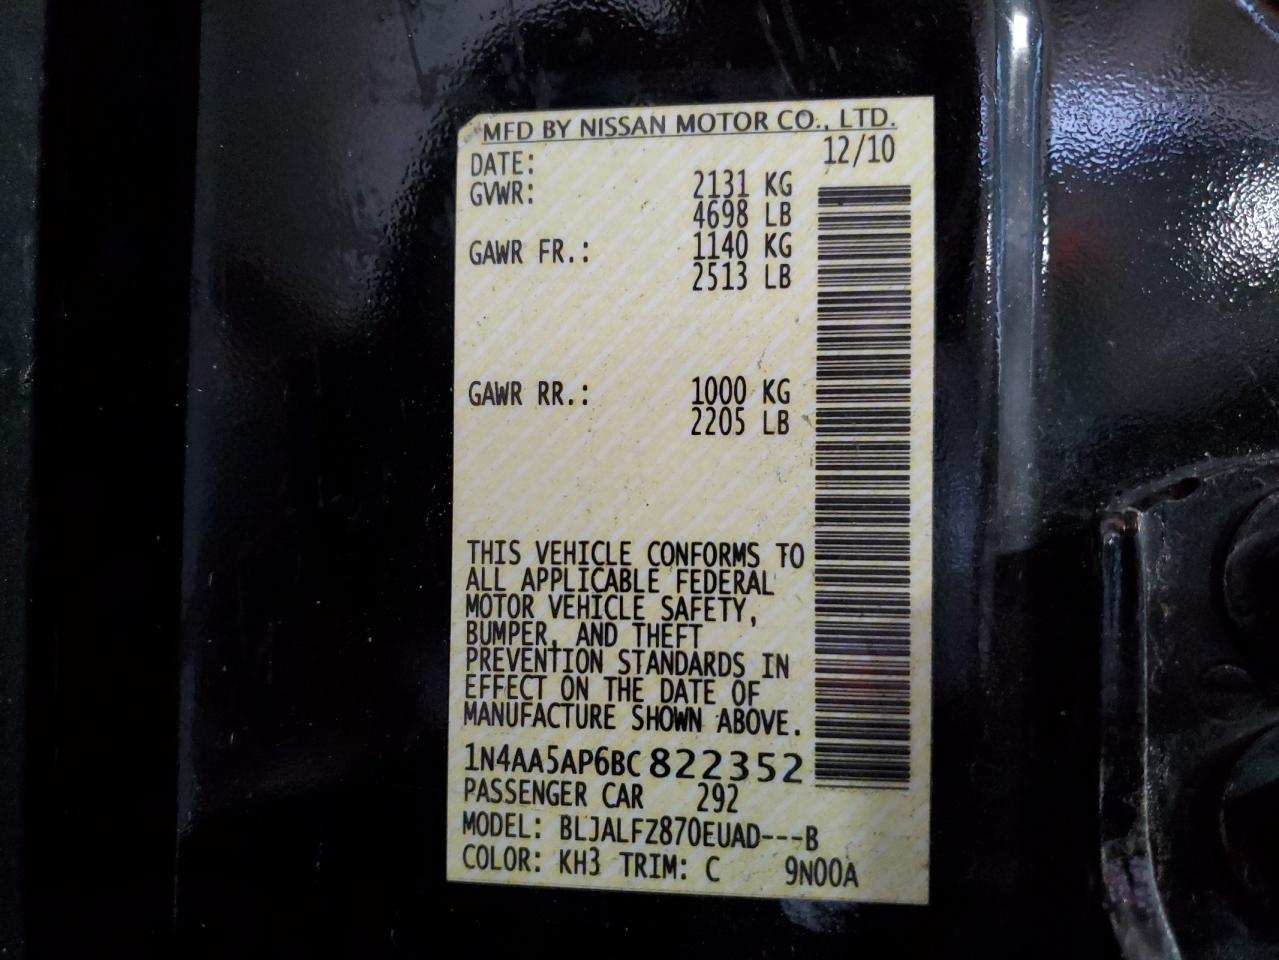 MFD BY NISSAN MOTOR CO., LTD.
DATE: 12/10
GVWR: 2131 KG
4698 LB
GAWR FR.: 1140 KG
2513 LB
GAWR RR.: 1000 KG
2205 LB
THIS VEHICLE CONFORMS TO
ALL APPLICABLE FEDERAL
MOTOR VEHICLE SAFETY,
BUMPER, AND THEFT
PREVENTION STANDARDS IN
EFFECT ON THE DATE OF
MANUFACTURE SHOWN ABOVE.
1N4AA5AP6BC822352
PASSENGER CAR 292
MODEL: BLJALFZ870EUAD---B
COLOR: KH3 TRIM: C 9N00A